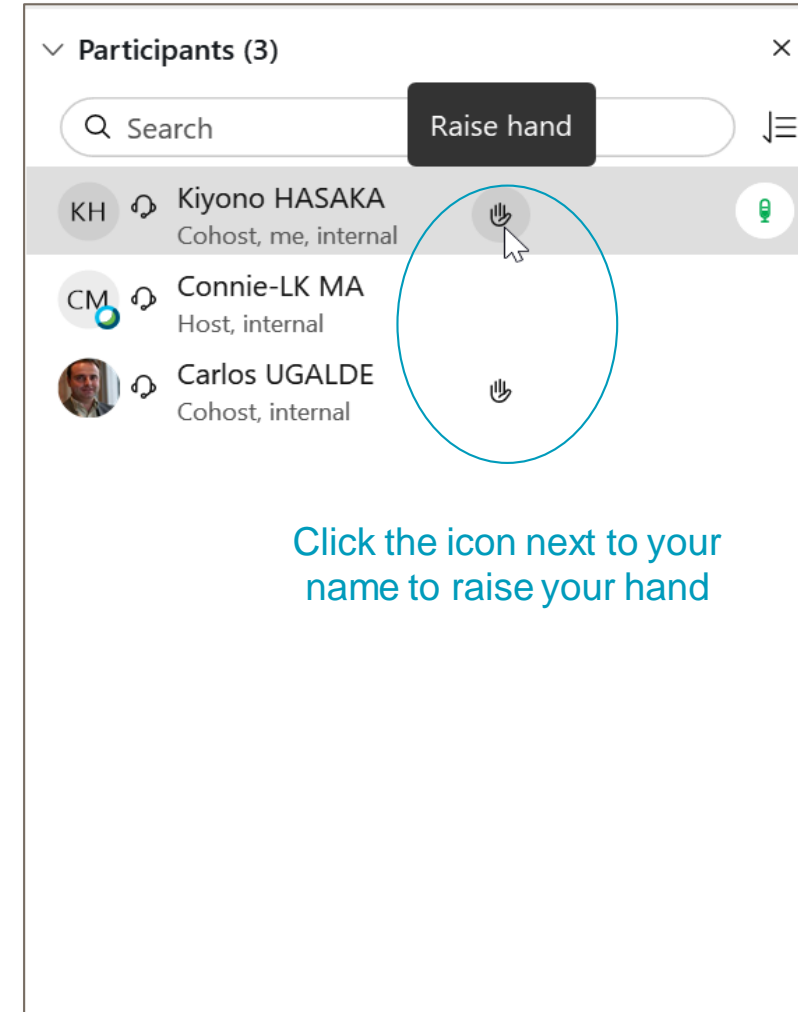 Participants (3)
Search
Raise hand
KH
Kiyono HASAKA
Cohost, me, internal
CM
Connie-LK MA
Host, internal
Carlos UGALDE
Cohost, internal
Click the icon next to your
name to raise your hand